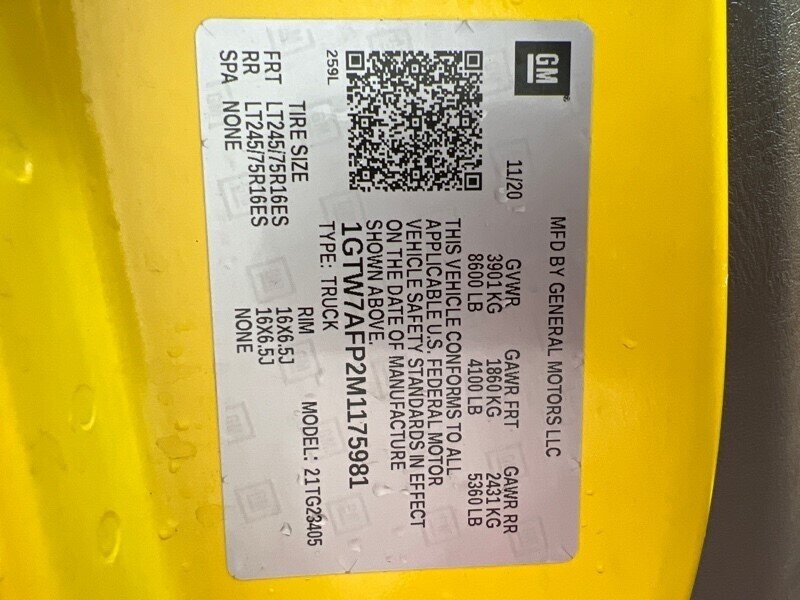 GM
MFD BY GENERAL MOTORS LLC
11/20
GVWR GAWR FRT GAWR RR
3901 KG 1860 KG 2431 KG
8600 LB 4100 LB 5360 LB
THIS VEHICLE CONFORMS TO ALL
APPLICABLE U.S. FEDERAL MOTOR
VEHICLE SAFETY STANDARDS IN EFFECT
ON THE DATE OF MANUFACTURE
SHOWN ABOVE.
1GTW7AFP2M1175981
TYPE: TRUCK
259L
MODEL: 21TG23405
TIRE SIZE RIM
FRT LT245/75R16ES 16X6.5J
RR LT245/75R16ES 16X6.5J
SPA NONE NONE